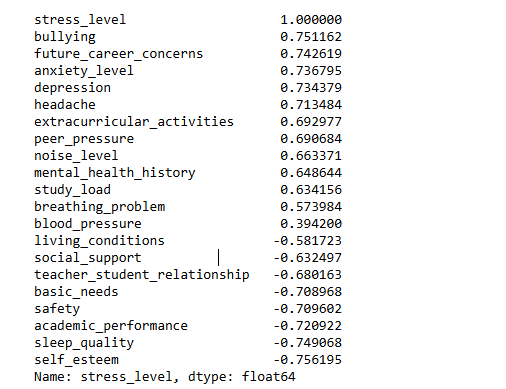 stress_level 1.000000
bullying 0.751162
future_career_concerns 0.742619
anxiety_level 0.736795
depression 0.734379
headache 0.713484
extracurricular_activities 0.692977
peer_pressure 0.690684
noise_level 0.663371
mental_health_history 0.648644
study_load 0.634156
breathing_problem 0.573984
blood_pressure 0.394200
living_conditions -0.581723
social_support -0.632497
teacher_student_relationship -0.680163
basic_needs -0.708968
safety -0.709602
academic_performance -0.720922
sleep_quality -0.749068
self_esteem -0.756195
Name: stress_level, dtype: float64